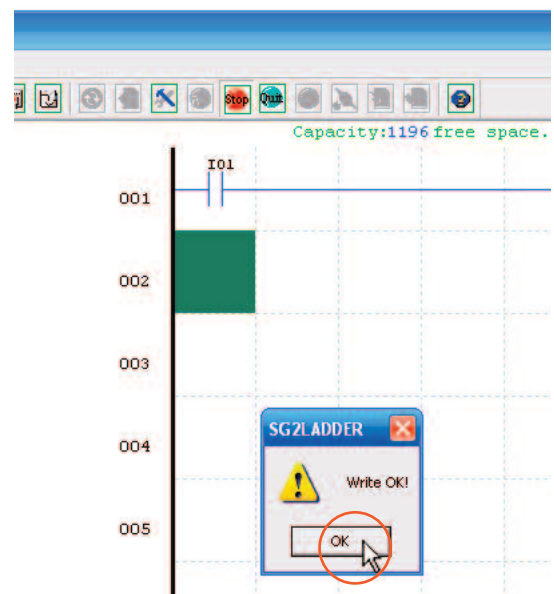 Stop Quit
Capacity:1196 free space.
I01
001
002
003
SG2LADDER
004
Write OK!
005
OK